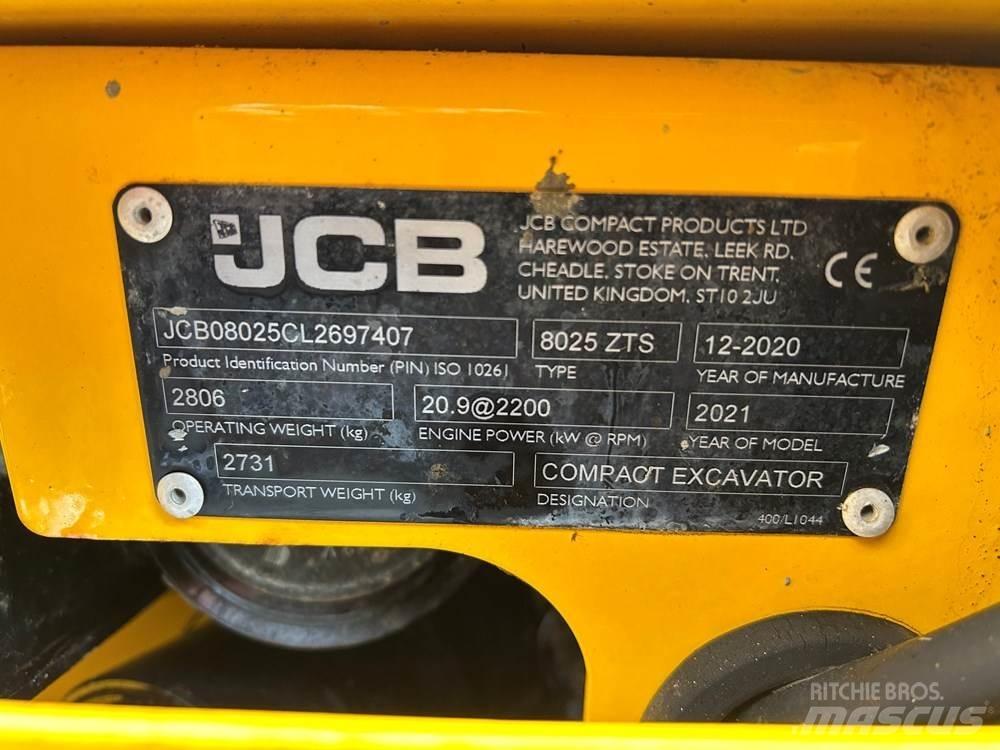 JCB
JCB COMPACT PRODUCTS LTD
HAREWOOD ESTATE, LEEK RD,
CHEADLE, STOKE ON TRENT,
UNITED KINGDOM, ST10 2JU
CE
JCB08025CL2697407
Product Identification Number (PIN) ISO 10261
8025 ZTS
TYPE
12-2020
YEAR OF MANUFACTURE
2806
OPERATING WEIGHT (kg)
20.9@2200
ENGINE POWER (kW @ RPM)
2021
YEAR OF MODEL
2731
TRANSPORT WEIGHT (kg)
COMPACT EXCAVATOR
DESIGNATION
400/L1044
RITCHIE BROS.
MASCUS